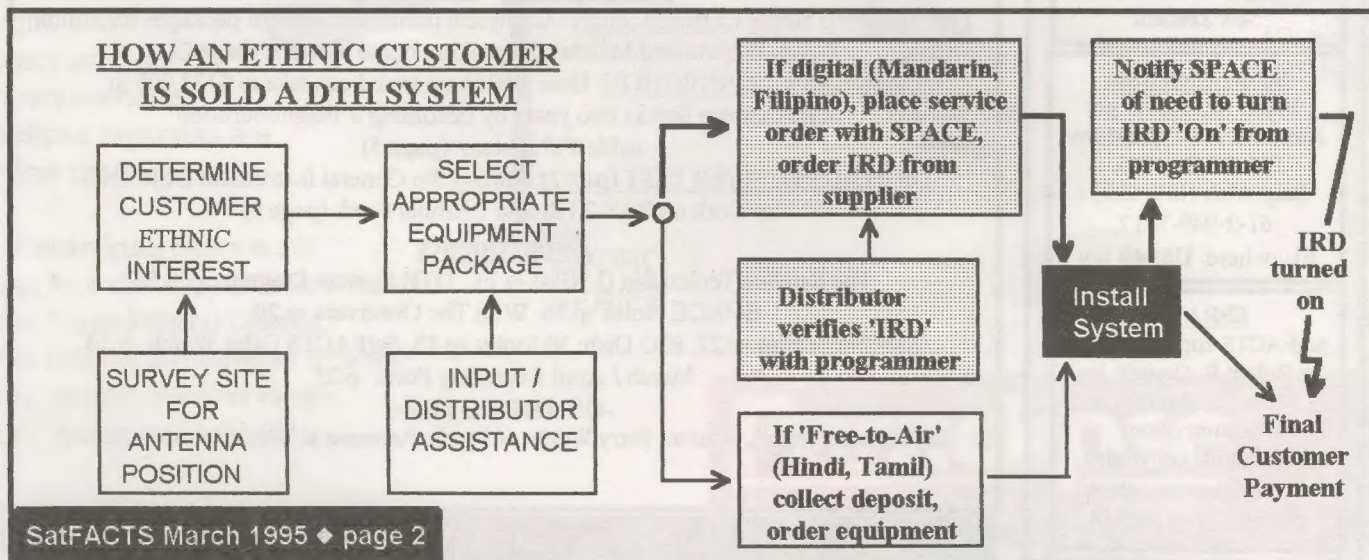 HOW AN ETHNIC CUSTOMER
IS SOLD A DTH SYSTEM
DETERMINE
CUSTOMER
ETHNIC
INTEREST
SELECT
APPROPRIATE
EQUIPMENT
PACKAGE
SURVEY SITE
FOR
ANTENNA
POSITION
INPUT /
DISTRIBUTOR
ASSISTANCE
If digital (Mandarin,
Filipino), place service
order with SPACE,
order IRD from
supplier
Distributor
verifies 'IRD'
with programmer
If 'Free-to-Air'
(Hindi, Tamil)
collect deposit,
order equipment
Notify SPACE
of need to turn
IRD 'On' from
programmer
Install
System
IRD
turned
on
Final
Customer
Payment
SatFACTS March 1995 ◆ page 2